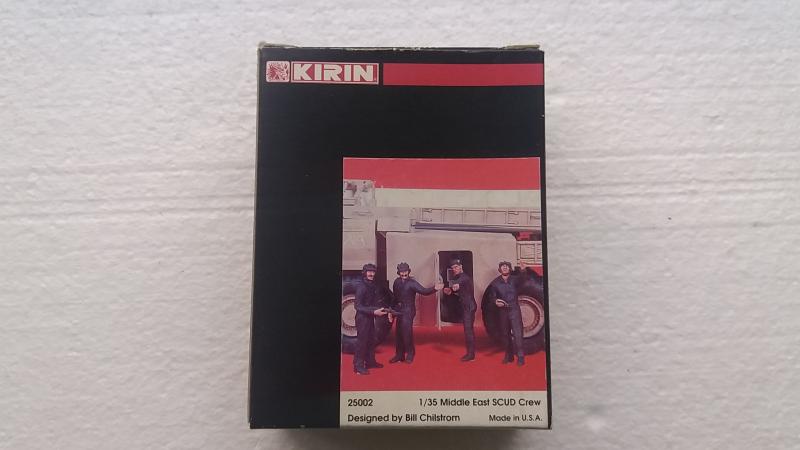 KIRIN
25002 1/35 Middle East SCUD Crew
Designed by Bill Chilstrom Made in U.S.A.